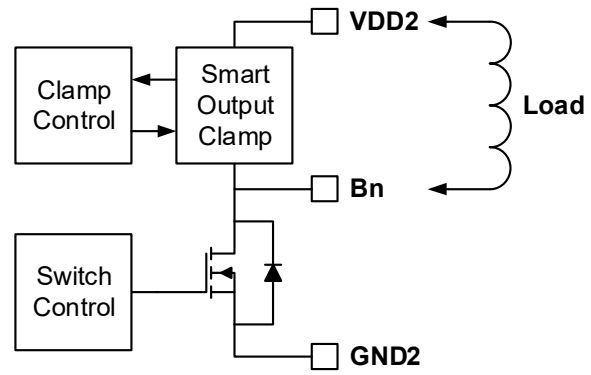 VDD2
Clamp
Control
Smart
Output
Clamp
Load
Bn
Switch
Control
GND2